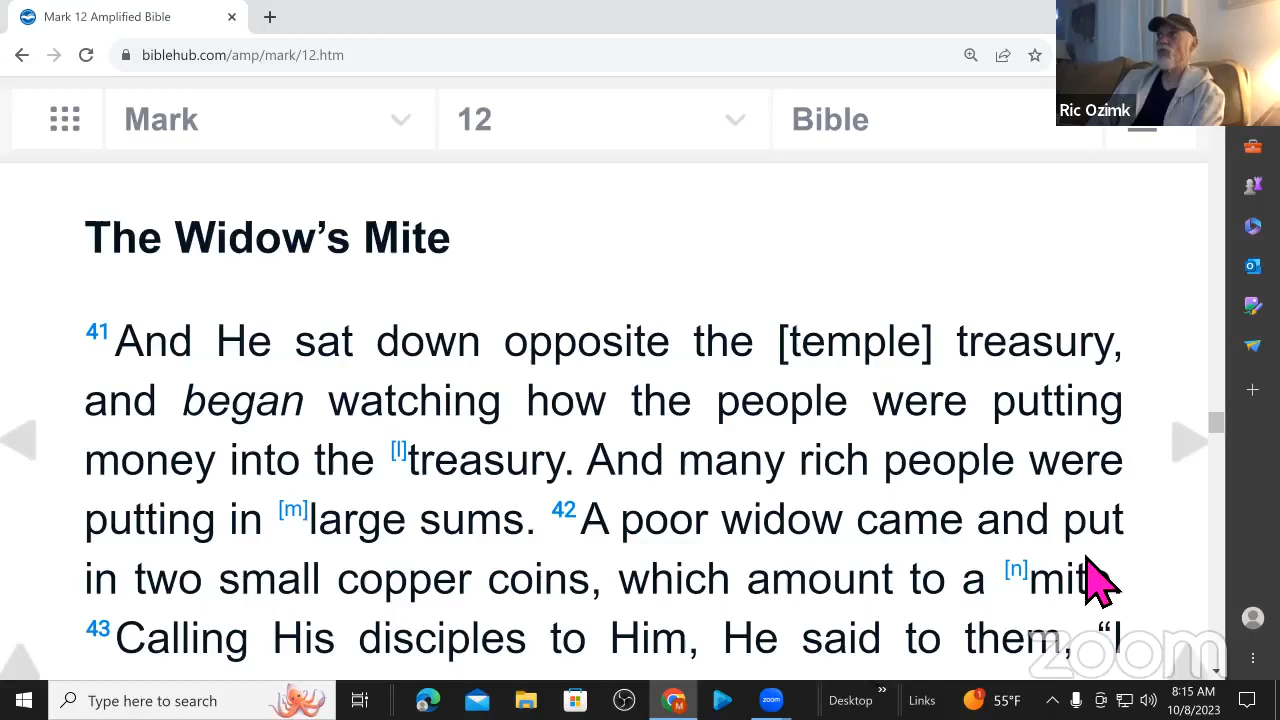 Mark 12 Amplified Bible
biblehub.com/amp/mark/12.htm
Ric Ozimk
Mark 12 Bible
The Widow’s Mite
41 And He sat down opposite the [temple] treasury,
and began watching how the people were putting
money into the [l]treasury. And many rich people were
putting in [m]large sums. 42 A poor widow came and put
in two small copper coins, which amount to a [n]
43 Calling His disciples to Him, He said to them, “I
zoom
Type here to search
zoom
Desktop
Links
55°F
8:15 AM
10/8/2023